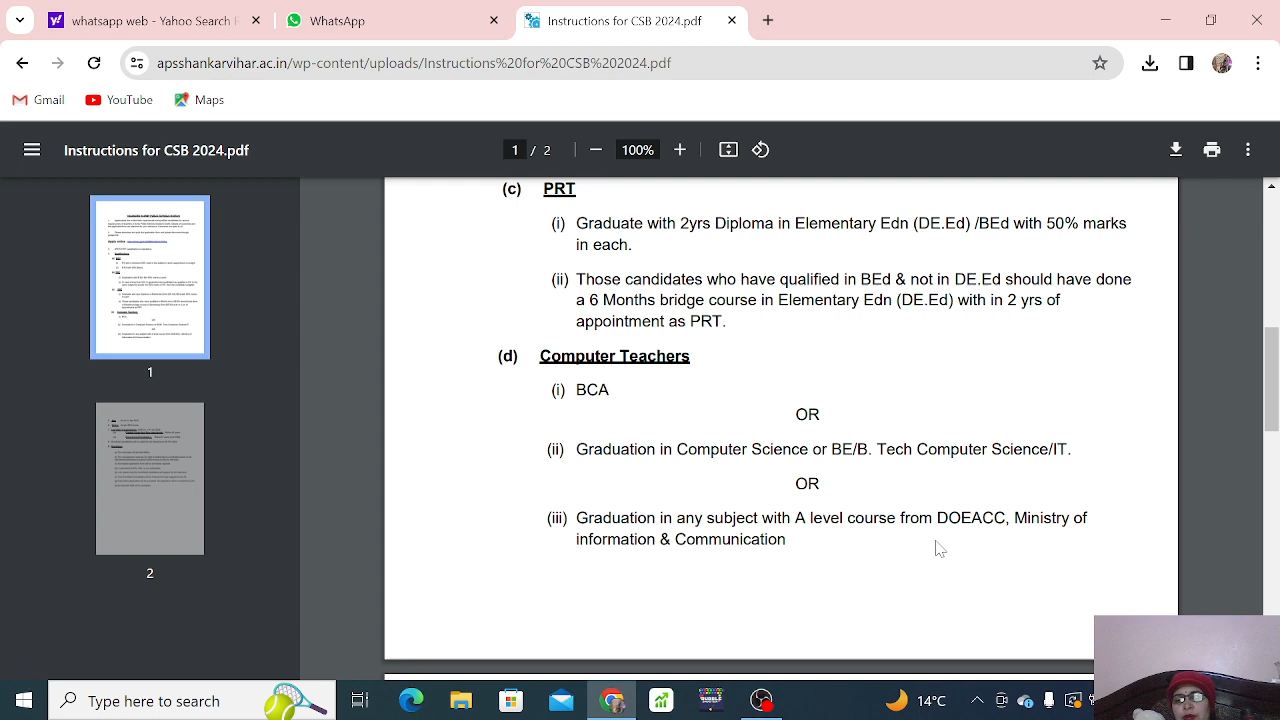 yatsapp web - Yahoo Search R
WhatsApp
Instructions for CSB 2024.pdf
apsshankarvihar.ac.in/wp-content/uploads/Instructions%20for%20CSB%202024.pdf
Gmail
YouTube
Maps
Instructions for CSB 2024.pdf
1 / 2
100%
(c) PRT
(i) Graduate with 2yrs Diploma in Elementary Edn (DE.Ed) /BEd with 50% marks
in each.
(ii) Those candidates who have qualified in BEd & not in DE.Ed should have done
6 Months bridge course in Elementary Edn (DE.Ed) within 2 yrs of
appointment as PRT.
(d) Computer Teachers
(i) BCA
OR
(ii) Graduation in Computer Science or BE/B. Tech Computer Science/IT.
OR
(iii) Graduation in any subject with A level course from DOEACC, Ministry of
information & Communication
1
2
Type here to search
14°C